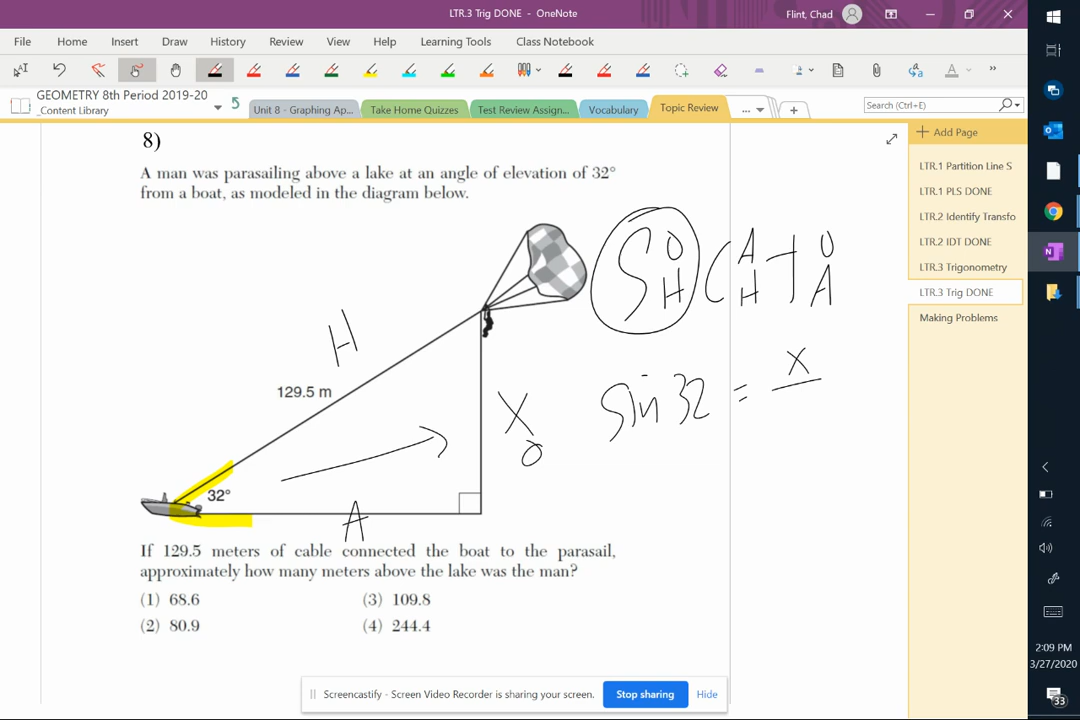 LTR.3 Trig DONE - OneNote
Flint, Chad
File Home Insert Draw History Review View Help Learning Tools Class Notebook
GEOMETRY 8th Period 2019-20
_Content Library
Unit 8 - Graphing Ap... Take Home Quizzes Test Review Assign... Vocabulary Topic Review ... +
Search (Ctrl+E)
8)
A man was parasailing above a lake at an angle of elevation of 32°
from a boat, as modeled in the diagram below.
S O H C A H T O A
H
129.5 m
X
O
sin 32 = x
32°
A
If 129.5 meters of cable connected the boat to the parasail,
approximately how many meters above the lake was the man?
(1) 68.6 (3) 109.8
(2) 80.9 (4) 244.4
Add Page
LTR.1 Partition Line S
LTR.1 PLS DONE
LTR.2 Identify Transfo
LTR.2 IDT DONE
LTR.3 Trigonometry
LTR.3 Trig DONE
Making Problems
Screencastify - Screen Video Recorder is sharing your screen. Stop sharing Hide
2:09 PM
3/27/2020
33